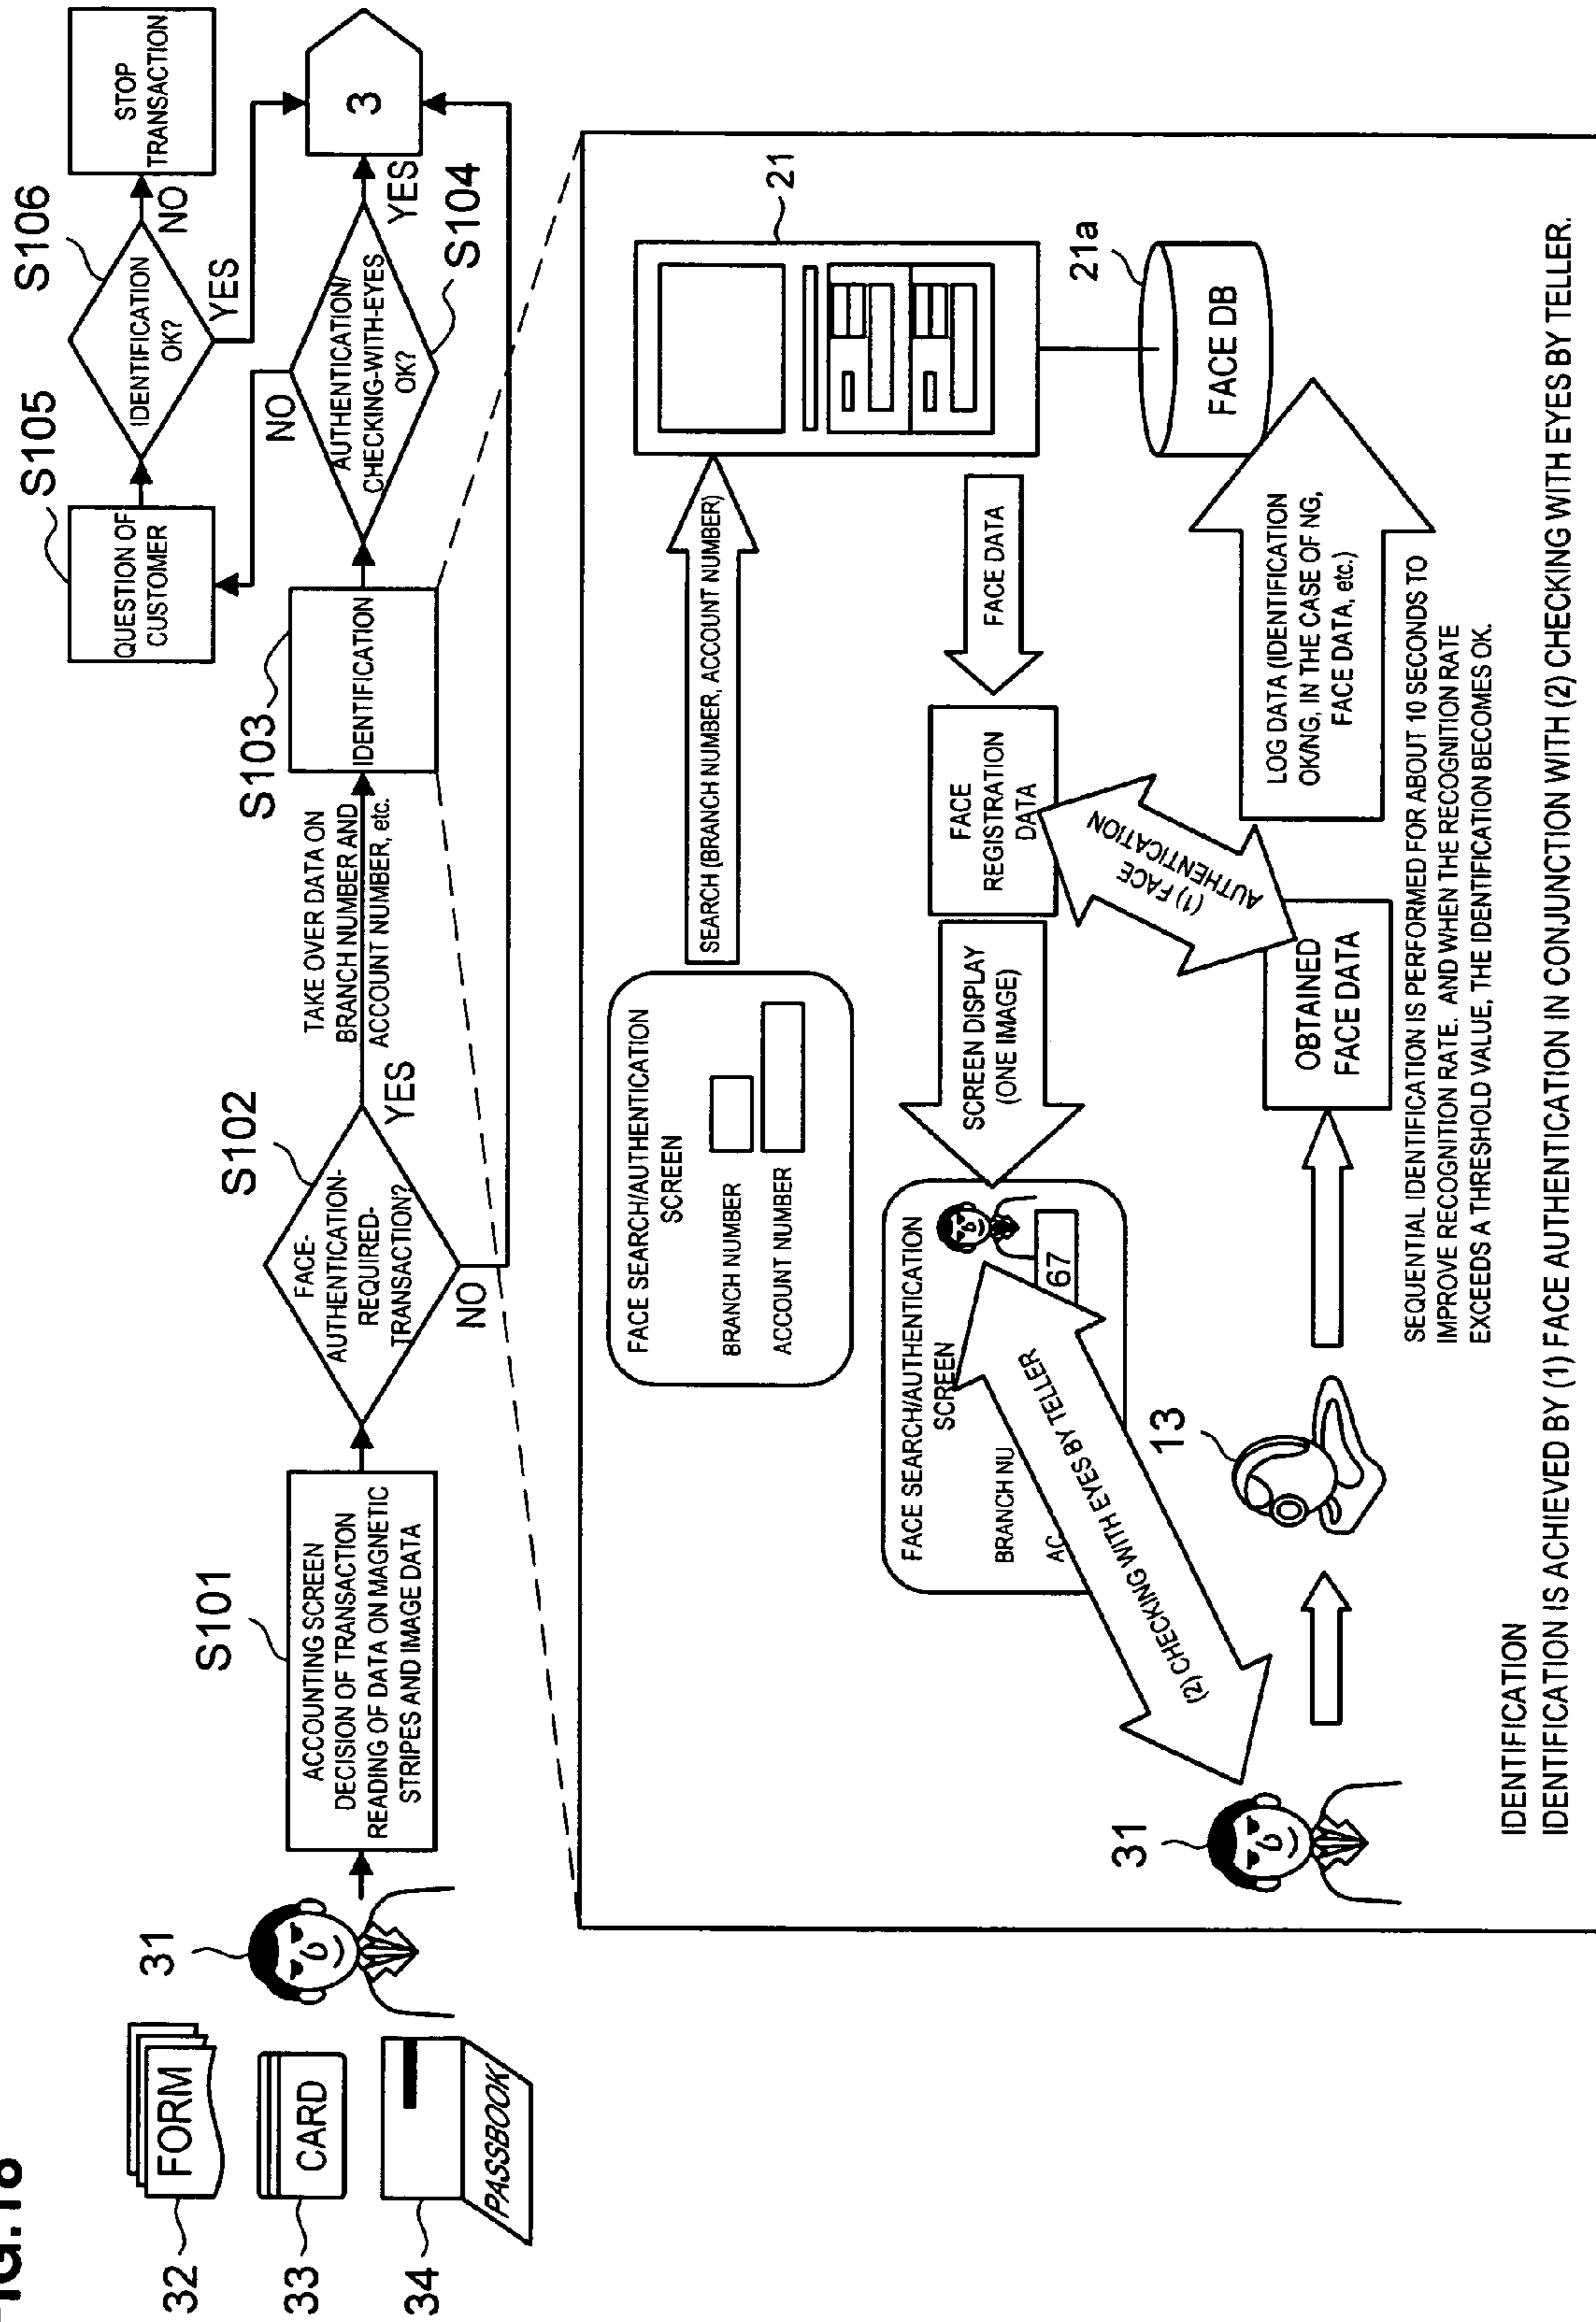 FIG.18
32
FORM
33
CARD
34
PASSBOOK
31
S101
ACCOUNTING SCREEN
DECISION OF TRANSACTION
READING OF DATA ON MAGNETIC
STRIPES AND IMAGE DATA
S102
FACE-
AUTHENTICATION-
REQUIRED-
TRANSACTION?
YES
NO
TAKE OVER DATA ON
BRANCH NUMBER AND
ACCOUNT NUMBER, etc.
S103
IDENTIFICATION
S104
AUTHENTICATION/
CHECKING-WITH-EYES
OK?
NO
YES
S105
QUESTION OF
CUSTOMER
S106
IDENTIFICATION
OK?
NO
YES
STOP
TRANSACTION
3
FACE SEARCH/AUTHENTICATION
SCREEN
BRANCH NUMBER
ACCOUNT NUMBER
SEARCH (BRANCH NUMBER, ACCOUNT NUMBER)
21
FACE SEARCH/AUTHENTICATION
SCREEN
BRANCH NU
AC
67
SCREEN DISPLAY
(ONE IMAGE)
FACE
REGISTRATION
DATA
FACE DATA
21a
FACE DB
(2) CHECKING WITH EYES BY TELLER
(1) FACE
AUTHENTICATION
31
13
OBTAINED
FACE DATA
LOG DATA (IDENTIFICATION
OK/NG, IN THE CASE OF NG,
FACE DATA, etc.)
SEQUENTIAL IDENTIFICATION IS PERFORMED FOR ABOUT 10 SECONDS TO
IMPROVE RECOGNITION RATE. AND WHEN THE RECOGNITION RATE
EXCEEDS A THRESHOLD VALUE, THE IDENTIFICATION BECOMES OK.
IDENTIFICATION
IDENTIFICATION IS ACHIEVED BY (1) FACE AUTHENTICATION IN CONJUNCTION WITH (2) CHECKING WITH EYES BY TELLER.